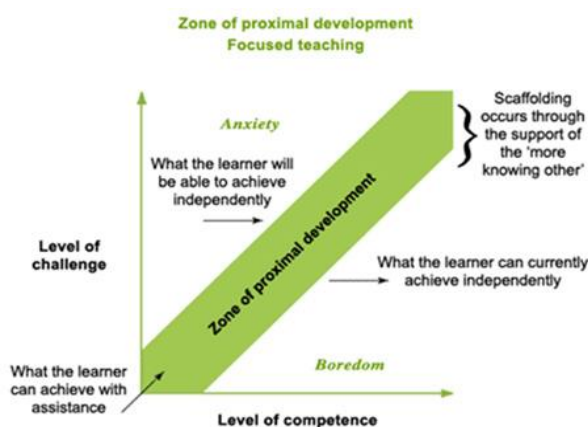 Zone of proximal development
Focused teaching
Anxiety
What the learner will
be able to achieve
independently
Scaffolding
occurs through
the support of
the ‘more
knowing other’
Level of
challenge
Zone of proximal development
What the learner can currently
achieve independently
What the learner
can achieve with
assistance
Boredom
Level of competence